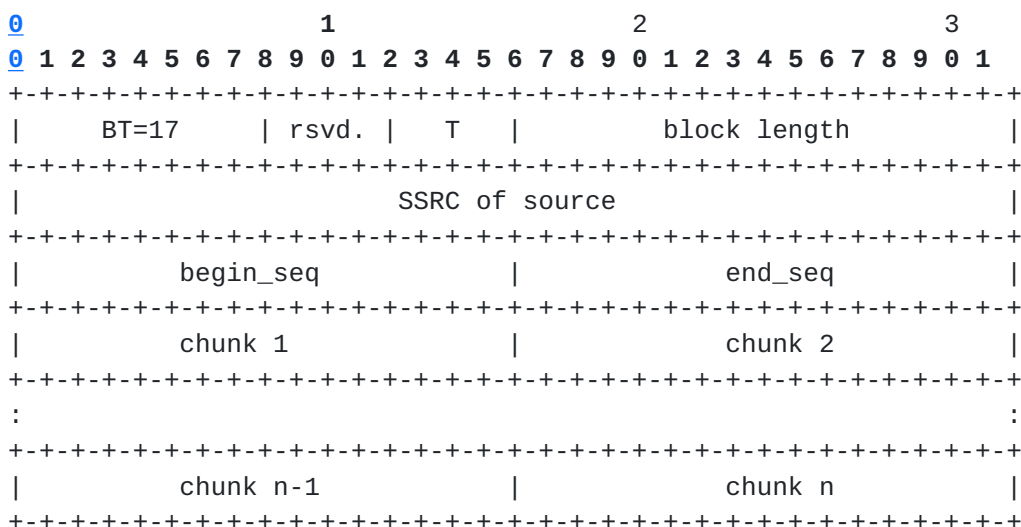 0                   1                   2                   3
0 1 2 3 4 5 6 7 8 9 0 1 2 3 4 5 6 7 8 9 0 1 2 3 4 5 6 7 8 9 0 1
+-+-+-+-+-+-+-+-+-+-+-+-+-+-+-+-+-+-+-+-+-+-+-+-+-+-+-+-+-+-+-+-+
|     BT=17     | rsvd. |   T   |         block length          |
+-+-+-+-+-+-+-+-+-+-+-+-+-+-+-+-+-+-+-+-+-+-+-+-+-+-+-+-+-+-+-+-+
|                        SSRC of source                         |
+-+-+-+-+-+-+-+-+-+-+-+-+-+-+-+-+-+-+-+-+-+-+-+-+-+-+-+-+-+-+-+-+
|          begin_seq            |             end_seq           |
+-+-+-+-+-+-+-+-+-+-+-+-+-+-+-+-+-+-+-+-+-+-+-+-+-+-+-+-+-+-+-+-+
|          chunk 1              |             chunk 2           |
+-+-+-+-+-+-+-+-+-+-+-+-+-+-+-+-+-+-+-+-+-+-+-+-+-+-+-+-+-+-+-+-+
:                                                               :
+-+-+-+-+-+-+-+-+-+-+-+-+-+-+-+-+-+-+-+-+-+-+-+-+-+-+-+-+-+-+-+-+
|          chunk n-1            |             chunk n           |
+-+-+-+-+-+-+-+-+-+-+-+-+-+-+-+-+-+-+-+-+-+-+-+-+-+-+-+-+-+-+-+-+